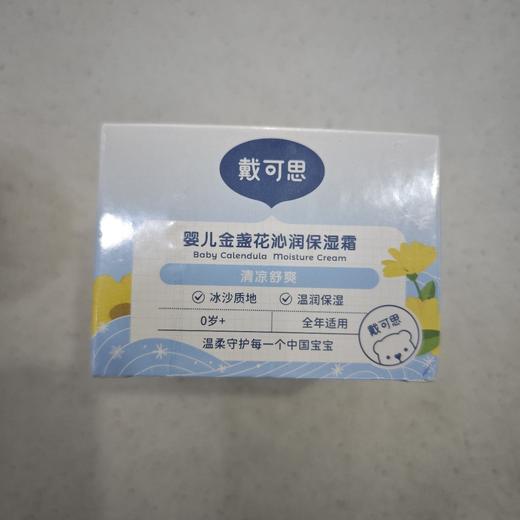 戴可思
婴儿金盏花沁润保湿霜
Baby Calendula Moisture Cream
清凉舒爽
冰沙质地 温润保湿
0岁+ 全年适用
戴可思
温柔守护每一个中国宝宝